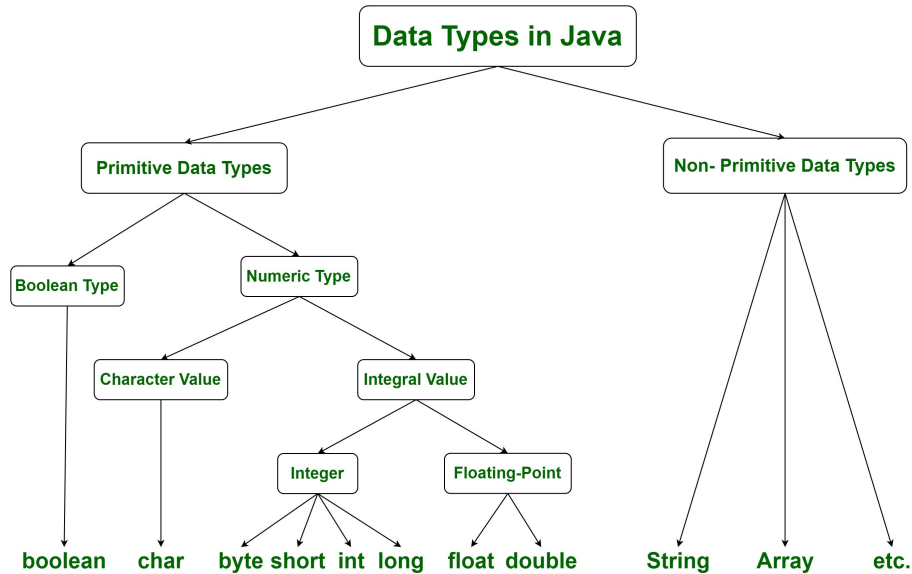 Data Types in Java
Primitive Data Types
Non- Primitive Data Types
Boolean Type
Numeric Type
Character Value
Integral Value
Integer
Floating-Point
boolean
char
byte
short
int
long
float
double
String
Array
etc.